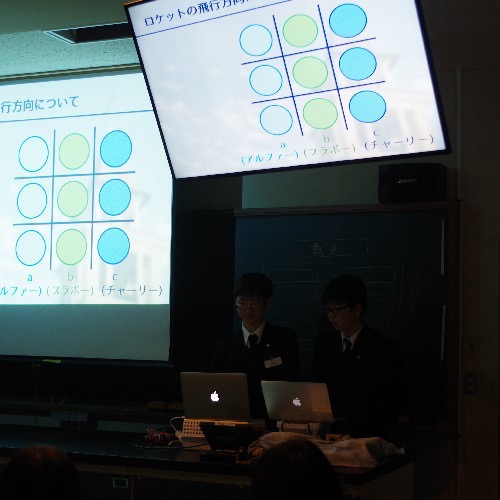 ロケットの飛行方向に
a b c
(アルファー) (ブラボー) (チャーリー)
行方向について
a b c
ルファー) (ブラボー) (チャーリー)